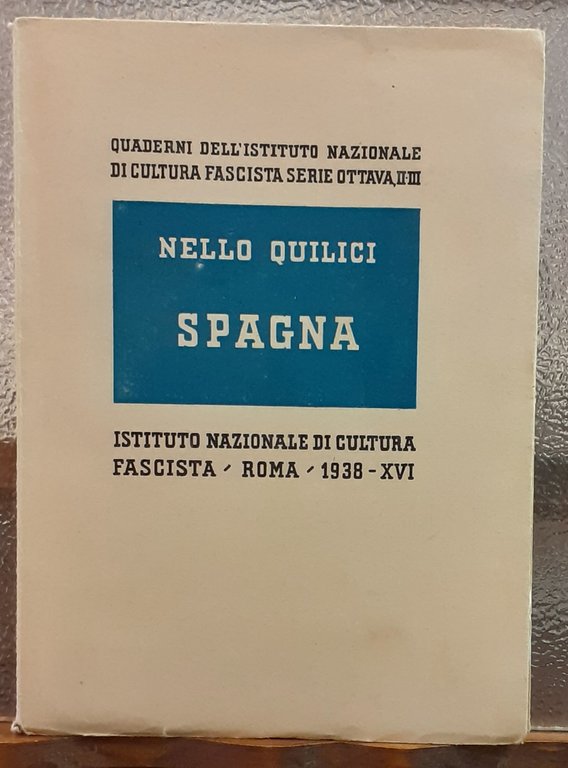 QUADERNI DELL'ISTITUTO NAZIONALE
DI CULTURA FASCISTA SERIE OTTAVA, II-III
NELLO QUILICI
SPAGNA
ISTITUTO NAZIONALE DI CULTURA
FASCISTA / ROMA / 1938 - XVI